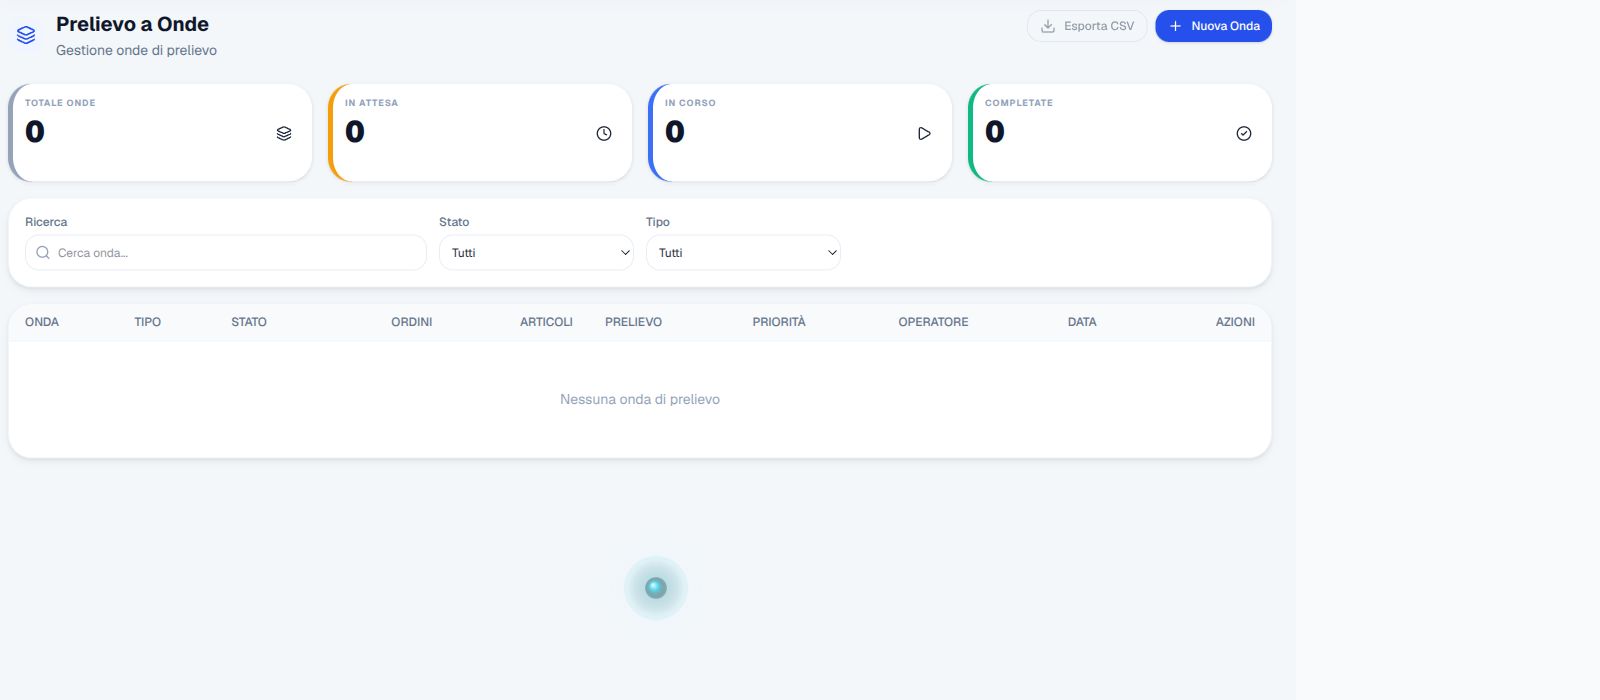 Prelievo a Onde
Gestione onde di prelievo
Esporta CSV
Nuova Onda
TOTALE ONDE
0
IN ATTESA
0
IN CORSO
0
COMPLETATE
0
Ricerca
Cerca onda...
Stato
Tutti
Tipo
Tutti
ONDA TIPO STATO ORDINI ARTICOLI PRELIEVO PRIORITÀ OPERATORE DATA AZIONI
Nessuna onda di prelievo